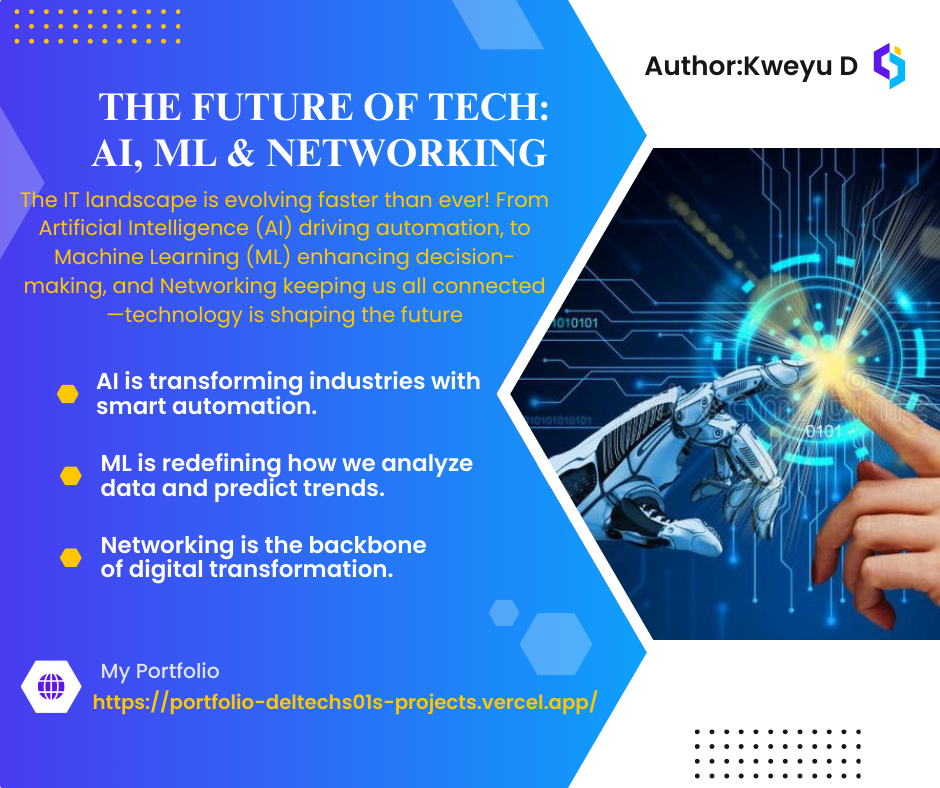 Author:Kweyu D
THE FUTURE OF TECH:
AI, ML & NETWORKING
The IT landscape is evolving faster than ever! From
Artificial Intelligence (AI) driving automation, to
Machine Learning (ML) enhancing decision-
making, and Networking keeping us all connected
—technology is shaping the future
AI is transforming industries with
smart automation.
ML is redefining how we analyze
data and predict trends.
Networking is the backbone
of digital transformation.
My Portfolio
https://portfolio-deltechs01s-projects.vercel.app/
1010101
0101